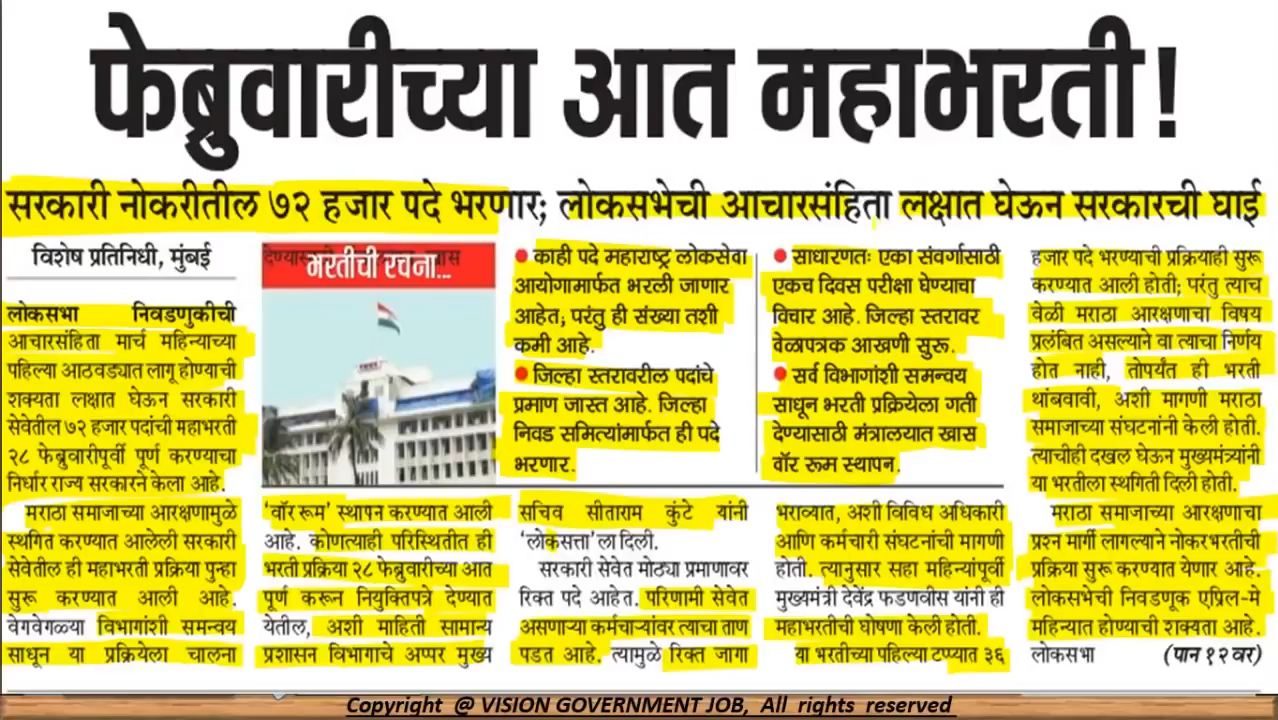 फेब्रुवारीच्या आत महाभरती!
सरकारी नोकरीतील ७२ हजार पदे भरणार; लोकसभेची आचारसंहिता लक्षात घेऊन सरकारची घाई
विशेष प्रतिनिधी, मुंबई
लोकसभा निवडणुकीची
आचारसंहिता मार्च महिन्याच्या
पहिल्या आठवड्यात लागू होण्याची
शक्यता लक्षात घेऊन सरकारी
सेवेतील ७२ हजार पदांची महाभरती
२८ फेब्रुवारीपूर्वी पूर्ण करण्याचा
निर्धार राज्य सरकारने केला आहे.
मराठा समाजाच्या आरक्षणामुळे
स्थगित करण्यात आलेली सरकारी
सेवेतील ही महाभरती प्रक्रिया पुन्हा
सुरू करण्यात आली आहे.
वेगवेगळ्या विभागांशी समन्वय
साधून या प्रक्रियेला चालना
देण्यास
भरतीची रचना...
● काही पदे महाराष्ट्र लोकसेवा
आयोगामार्फत भरली जाणार
आहेत; परंतु ही संख्या तशी
कमी आहे.
● जिल्हा स्तरावरील पदांचे
प्रमाण जास्त आहे. जिल्हा
निवड समित्यांमार्फत ही पदे
भरणार.
● साधारणतः एका संवर्गासाठी
एकच दिवस परीक्षा घेण्याचा
विचार आहे. जिल्हा स्तरावर
वेळापत्रक आखणी सुरू.
● सर्व विभागांशी समन्वय
साधून भरती प्रक्रियेला गती
देण्यासाठी मंत्रालयात खास
वॉर रूम स्थापन.
'वॉर रूम' स्थापन करण्यात आली
आहे. कोणत्याही परिस्थितीत ही
भरती प्रक्रिया २८ फेब्रुवारीच्या आत
पूर्ण करून नियुक्तिपत्रे देण्यात
येतील, अशी माहिती सामान्य
प्रशासन विभागाचे अप्पर मुख्य
सचिव सीताराम कुंटे यांनी
'लोकसत्ता'ला दिली.
सरकारी सेवेत मोठ्या प्रमाणावर
रिक्त पदे आहेत. परिणामी सेवेत
असणाऱ्या कर्मचाऱ्यांवर त्याचा ताण
पडत आहे. त्यामुळे रिक्त जागा
भराव्यात, अशी विविध अधिकारी
आणि कर्मचारी संघटनांची मागणी
होती. त्यानुसार सहा महिन्यांपूर्वी
मुख्यमंत्री देवेंद्र फडणवीस यांनी ही
महाभरतीची घोषणा केली होती.
या भरतीच्या पहिल्या टप्प्यात ३६
हजार पदे भरण्याची प्रक्रियाही सुरू
करण्यात आली होती; परंतु त्याच
वेळी मराठा आरक्षणाचा विषय
प्रलंबित असल्याने वा त्याचा निर्णय
होत नाही, तोपर्यंत ही भरती
थांबवावी, अशी मागणी मराठा
समाजाच्या संघटनांनी केली होती.
त्याचीही दखल घेऊन मुख्यमंत्र्यांनी
या भरतीला स्थगिती दिली होती.
मराठा समाजाच्या आरक्षणाचा
प्रश्न मार्गी लागल्याने नोकरभरतीची
प्रक्रिया सुरू करण्यात येणार आहे.
लोकसभेची निवडणूक एप्रिल-मे
महिन्यात होण्याची शक्यता आहे.
लोकसभा (पान १२ वर)
Copyright @ VISION GOVERNMENT JOB, All rights reserved